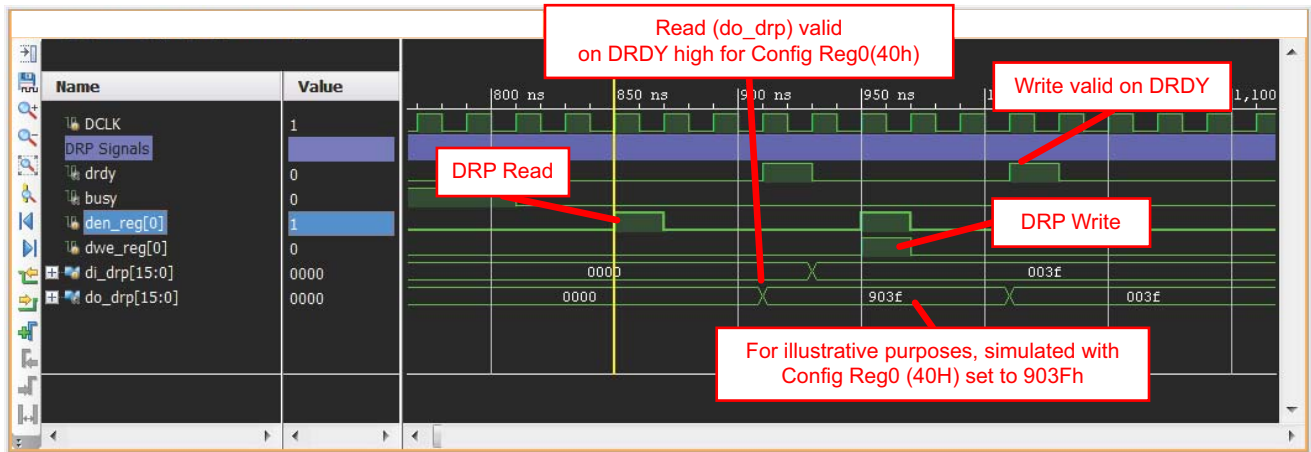 Read (do_drp) valid
on DRDY high for Config Reg0(40h)
Write valid on DRDY
Name Value
800 ns 850 ns 900 ns 950 ns 1,100
DCLK 1
DRP Signals
drdy 0
DRP Read
busy 0
den_reg[0] 1
DRP Write
dwe_reg[0] 0
di_drp[15:0] 0000 0000 003f
do_drp[15:0] 0000 0000 903f 003f
For illustrative purposes, simulated with
Config Reg0 (40H) set to 903Fh